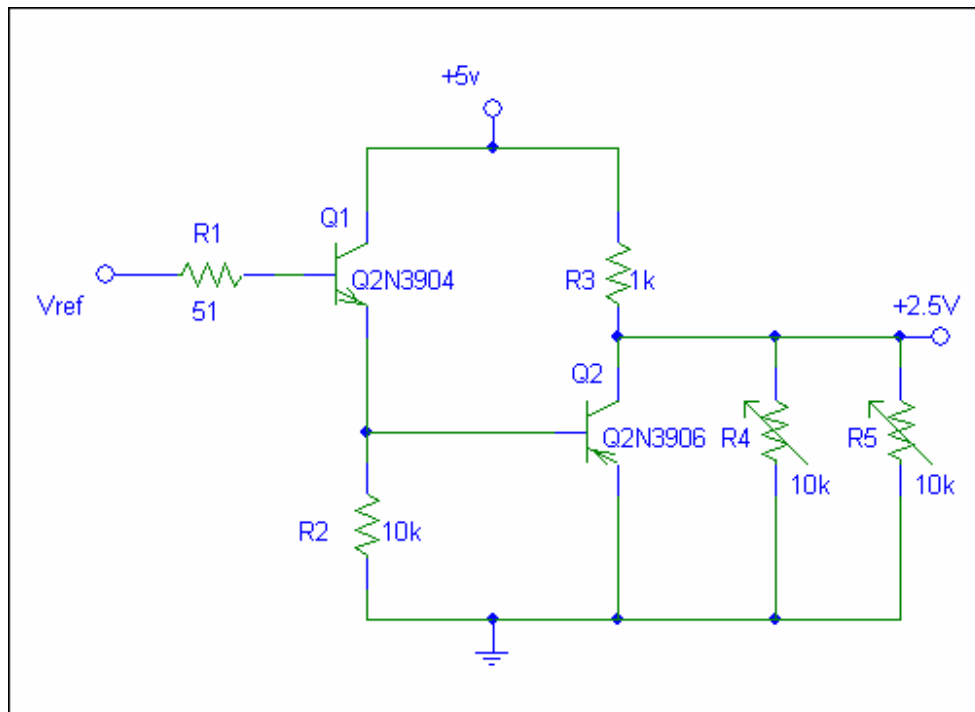 +5v
Q1
R1
Q2N3904
R3
1k
Vref
51
+2.5V
Q2
Q2N3906
R4
R5
10k
10k
R2
10k